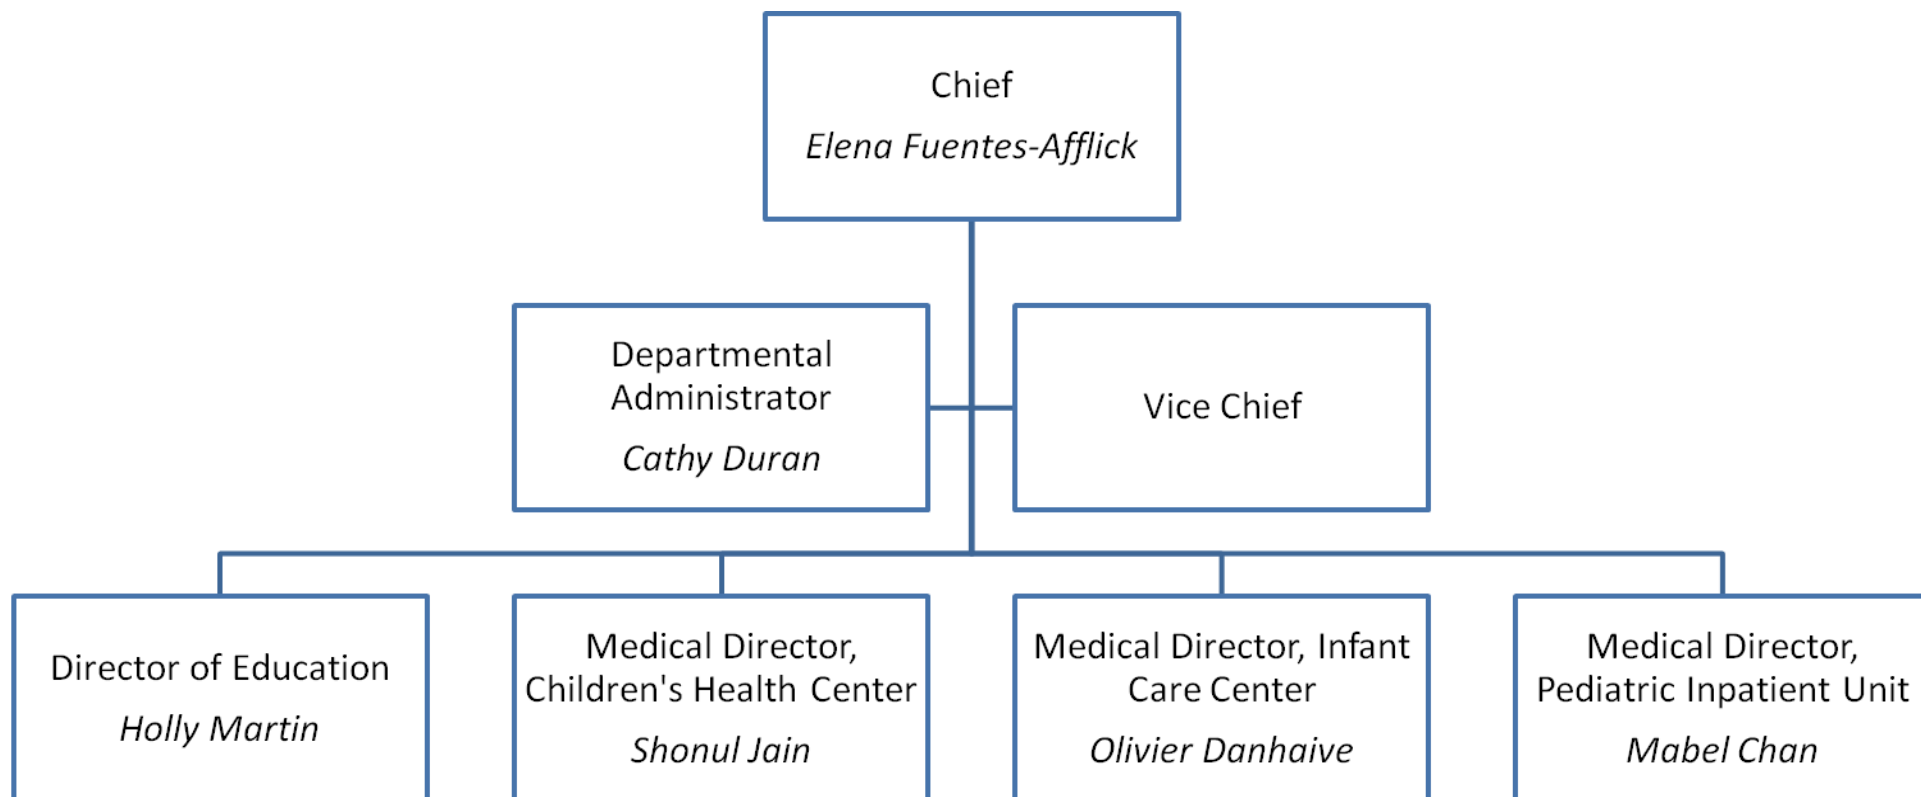 Chief
Elena Fuentes-Afflick
Departmental
Administrator
Cathy Duran
Vice Chief
Director of Education
Holly Martin
Medical Director,
Children's Health Center
Shonul Jain
Medical Director, Infant
Care Center
Olivier Danhaive
Medical Director,
Pediatric Inpatient Unit
Mabel Chan